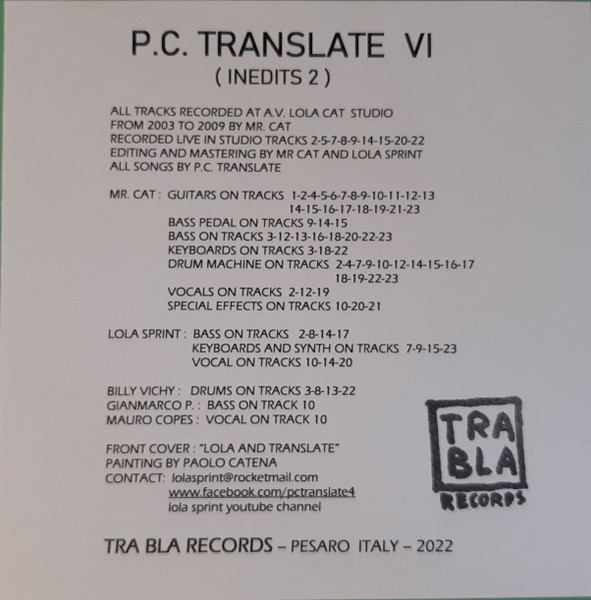 P.C. TRANSLATE VI
( INEDITS 2 )
ALL TRACKS RECORDED AT A.V. LOLA CAT STUDIO
FROM 2003 TO 2009 BY MR. CAT
RECORDED LIVE IN STUDIO TRACKS 2-5-7-8-9-14-15-20-22
EDITING AND MASTERING BY MR CAT AND LOLA SPRINT
ALL SONGS BY P.C. TRANSLATE
MR. CAT : GUITARS ON TRACKS 1-2-4-5-6-7-8-9-10-11-12-13
14-15-16-17-18-19-21-23
BASS PEDAL ON TRACKS 9-14-15
BASS ON TRACKS 3-12-13-16-18-20-22-23
KEYBOARDS ON TRACKS 3-18-22
DRUM MACHINE ON TRACKS 2-4-7-9-10-12-14-15-16-17
18-19-22-23
VOCALS ON TRACKS 2-12-19
SPECIAL EFFECTS ON TRACKS 10-20-21
LOLA SPRINT : BASS ON TRACKS 2-8-14-17
KEYBOARDS AND SYNTH ON TRACKS 7-9-15-23
VOCAL ON TRACKS 10-14-20
BILLY VICHY : DRUMS ON TRACKS 3-8-13-22
GIANMARCO P. : BASS ON TRACK 10
MAURO COPES : VOCAL ON TRACK 10
FRONT COVER : "LOLA AND TRANSLATE"
PAINTING BY PAOLO CATENA
CONTACT: lolasprint@rocketmail.com
www.facebook.com/pctranslate4
lola sprint youtube channel
TRA
BLA
RECORDS
TRA BLA RECORDS – PESARO ITALY – 2022